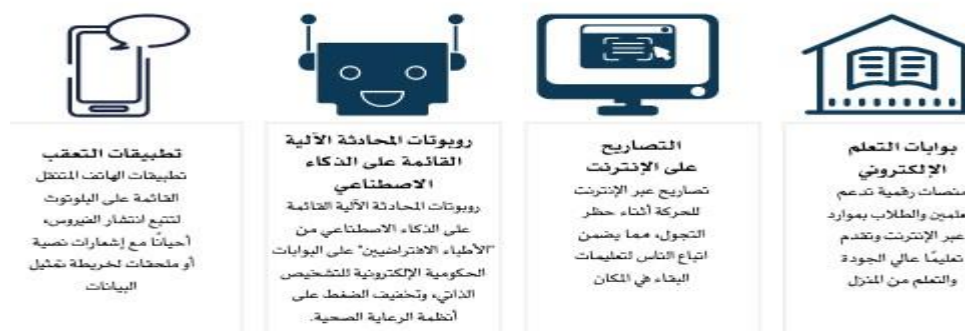 بوابات التعلم
الإلكتروني
منصات رقمية تدعم
علمين والطلاب بموارد
عبر الإنترنت وتقدم
تعليمًا عالي الجودة
والتعلم من المنزل
التصاريح
على الإنترنت
تصاريح عبر الإنترنت
للحركة أثناء حظر
التجول، مما يضمن
اتباع الناس لتعليمات
البقاء في المكان
روبوتات المحادثة الآلية
القائمة على الذكاء
الاصطناعي
روبوتات المحادثة الآلية القائمة
على الذكاء الاصطناعي من
"الأطباء الافتراضيين" على البوابات
الحكومية الإلكترونية للتشخيص
الذاتي، وتخفيف الضغط على
أنظمة الرعاية الصحية.
تطبيقات التعقب
تطبيقات الهاتف المتنقل
القائمة على البلوتوث
لتتبع انتشار الفيروس،
أحيانًا مع إشعارات نصية
أو ملحقات لخريطة تمثيل
البيانات